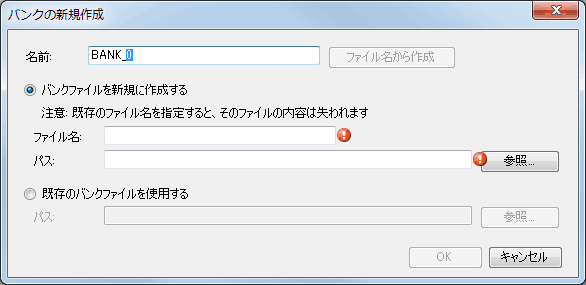 バンクの新規作成
名前: BANK_0 ファイル名から作成
バンクファイルを新規に作成する
注意: 既存のファイル名を指定すると、そのファイルの内容は失われます
ファイル名:
パス: 参照...
既存のバンクファイルを使用する
パス: 参照...
OK キャンセル